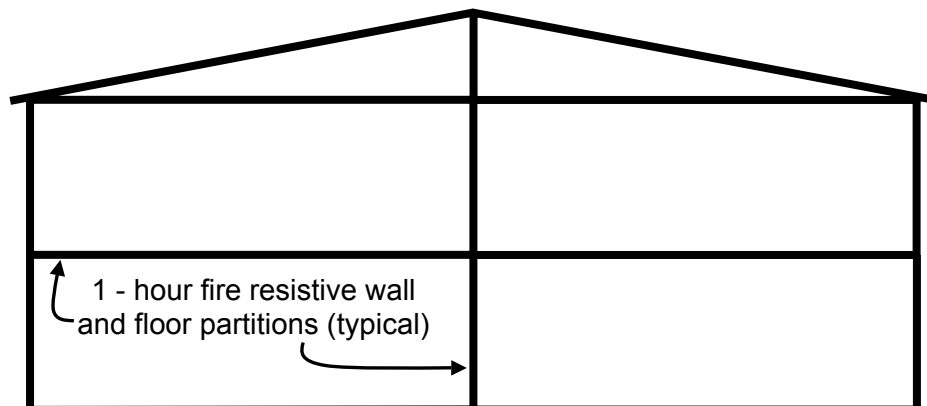 1 - hour fire resistive wall
and floor partitions (typical)